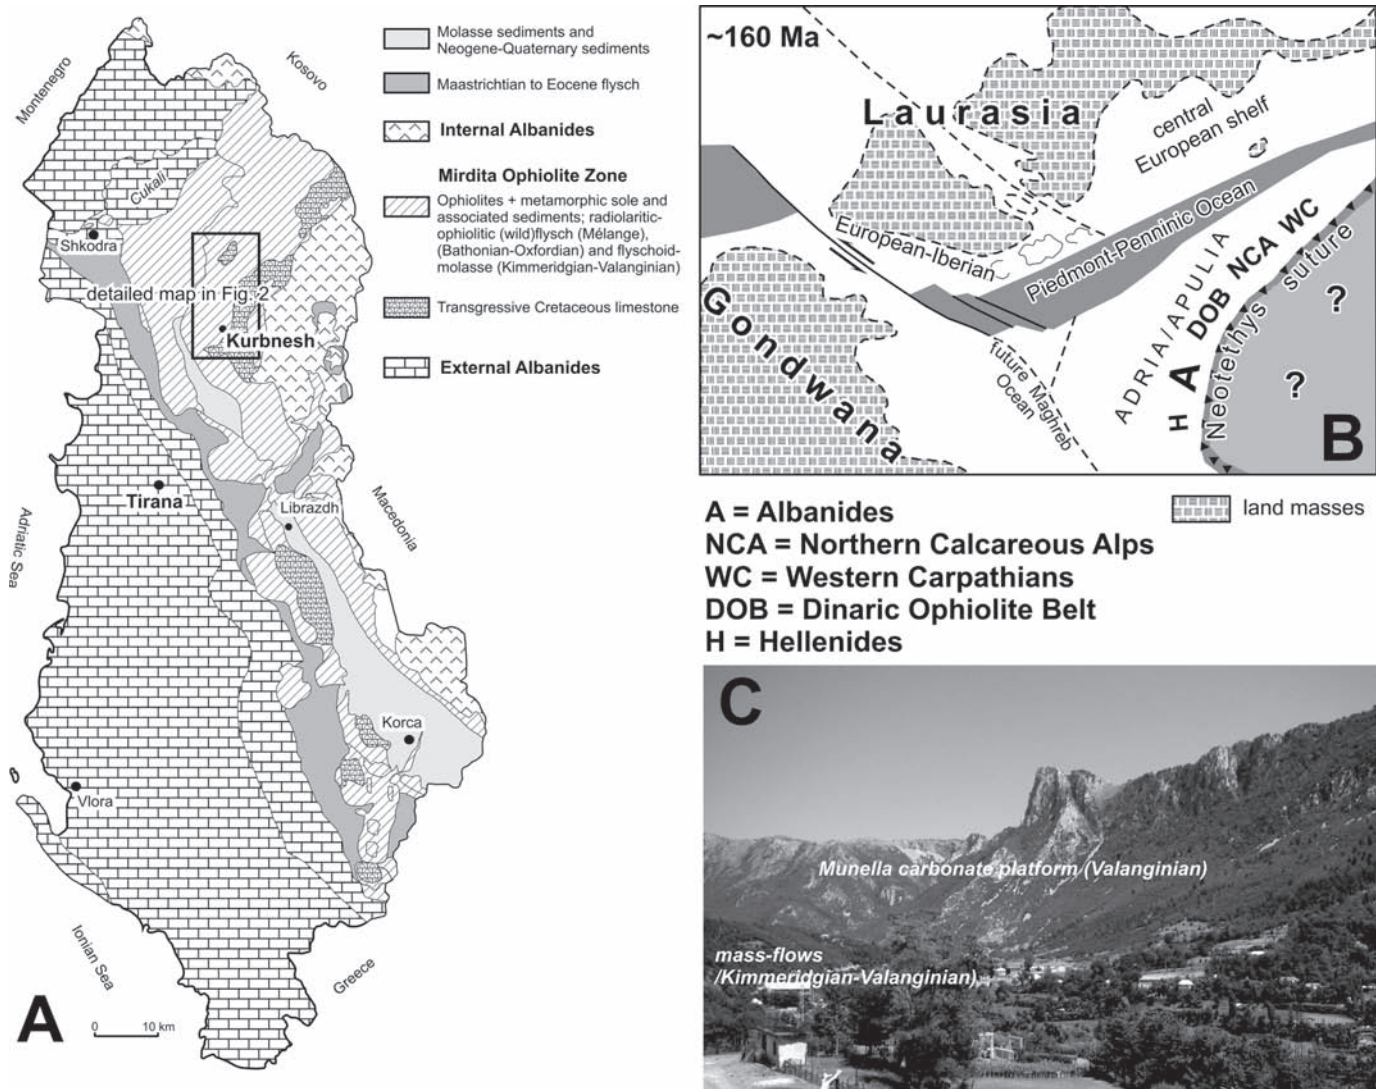 Montenegro
Kosovo
Cukali
Shkodra
detailed map in Fig. 2
Kurbnesh
Tirana
Librazhd
Macedonia
Adriatic Sea
Korca
Vlora
Ionian Sea
Greece
A
0 10 km
Molasse sediments and
Neogene-Quaternary sediments
Maastrichtian to Eocene flysch
Internal Albanides
Mirdita Ophiolite Zone
Ophiolites + metamorphic sole and
associated sediments; radiolaritic-
ophiolitic (wild)flysch (Mélange),
(Bathonian-Oxfordian) and flyschoid-
molasse (Kimmeridgian-Valanginian)
Transgressive Cretaceous limestone
External Albanides
~160 Ma
Laurasia
central
European shelf
European-Iberian
Piedmont-Penninic Ocean
Gondwana
future Maghreb
Ocean
ADRIA/APULIA
H A DOB NCA WC
Neotethys suture
?
?
B
A = Albanides
NCA = Northern Calcareous Alps
WC = Western Carpathians
DOB = Dinaric Ophiolite Belt
H = Hellenides
land masses
C
Munella carbonate platform (Valanginian)
mass-flows
/Kimmeridgian-Valanginian)